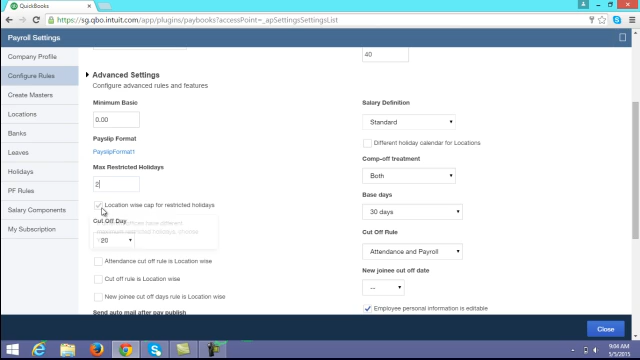 QuickBooks
https://sg.qbo.intuit.com/app/plugins/paybooks?accessPoint=_apSettingsSettingsList
Payroll Settings
Company Profile
Configure Rules
Create Masters
Locations
Banks
Leaves
Holidays
PF Rules
Salary Components
My Subscription
40
Advanced Settings
Configure advanced rules and features
Minimum Basic
0.00
Payslip Format
PayslipFormat1
Max Restricted Holidays
2
Location wise cap for restricted holidays
Cut Off Day
20
Attendance cut off rule is Location wise
Cut off rule is Location wise
New joinee cut off days rule is Location wise
Send auto mail after pay publish
Salary Definition
Standard
Different holiday calendar for Locations
Comp-off treatment
Both
Base days
30 days
Cut Off Rule
Attendance and Payroll
New joinee cut off date
--
Employee personal information is editable
Close
9:04 AM
5/5/2015